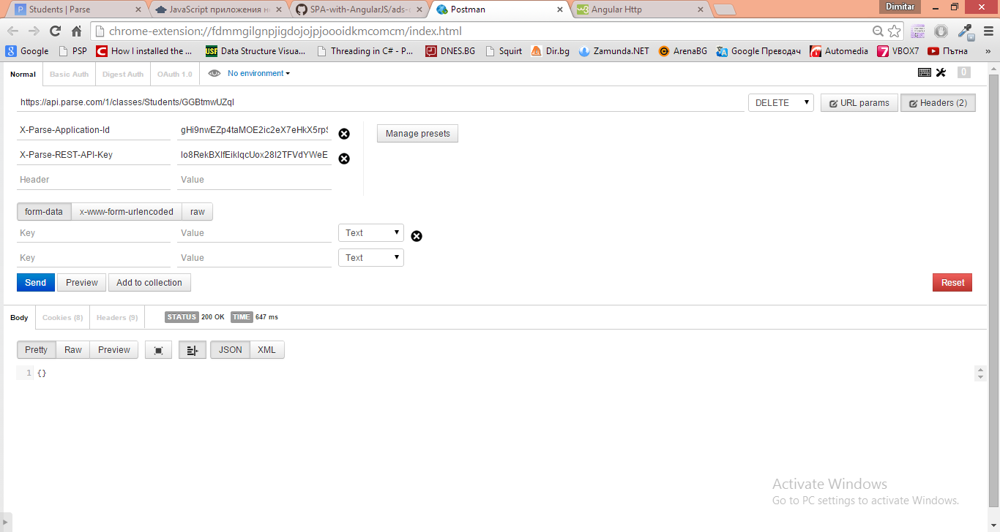 Students | Parse
JavaScript приложения н
SPA-with-AngularJS/ads-
Postman
Angular Http
Dimitar
chrome-extension://fdmmgilgnpjigdojojpjoooidkmcomcm/index.html
Google
PSP
How I installed the ...
Data Structure Visua...
Threading in C# - P...
DNES.BG
Squirt
Dir.bg
Zamunda.NET
ArenaBG
Google Преводач
Automedia
VBOX7
Пътна
»
Normal
Basic Auth
Digest Auth
OAuth 1.0
No environment
0
https://api.parse.com/1/classes/Students/GGBtmwUZql
DELETE
URL params
Headers (2)
X-Parse-Application-Id
gHi9nwEZp4taMOE2ic2eX7eHkX5rpS
Manage presets
X-Parse-REST-API-Key
Header
Value
form-data
x-www-form-urlencoded
raw
Key
Value
Text
Key
Value
Text
Send
Preview
Add to collection
Reset
Body
Cookies (8)
Headers (9)
STATUS 200 OK TIME 647 ms
Pretty
Raw
Preview
JSON
XML
1 {}
Activate Windows
Go to PC settings to activate Windows.